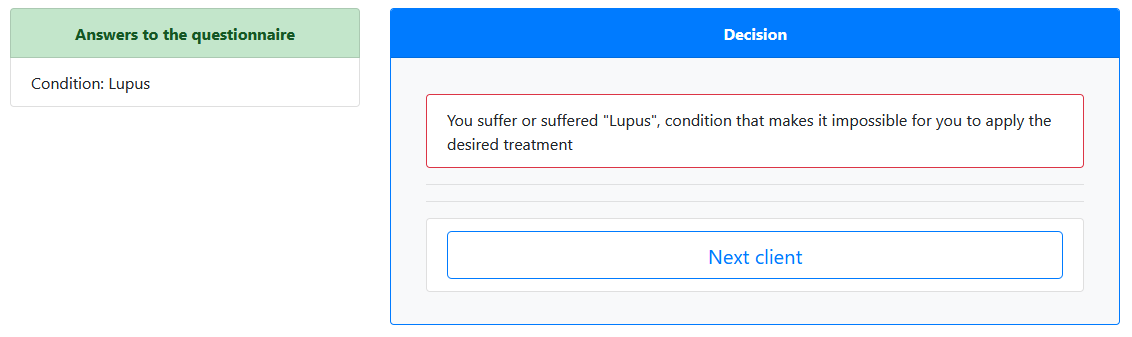 Answers to the questionnaire
Condition: Lupus
Decision
You suffer or suffered "Lupus", condition that makes it impossible for you to apply the
desired treatment
Next client